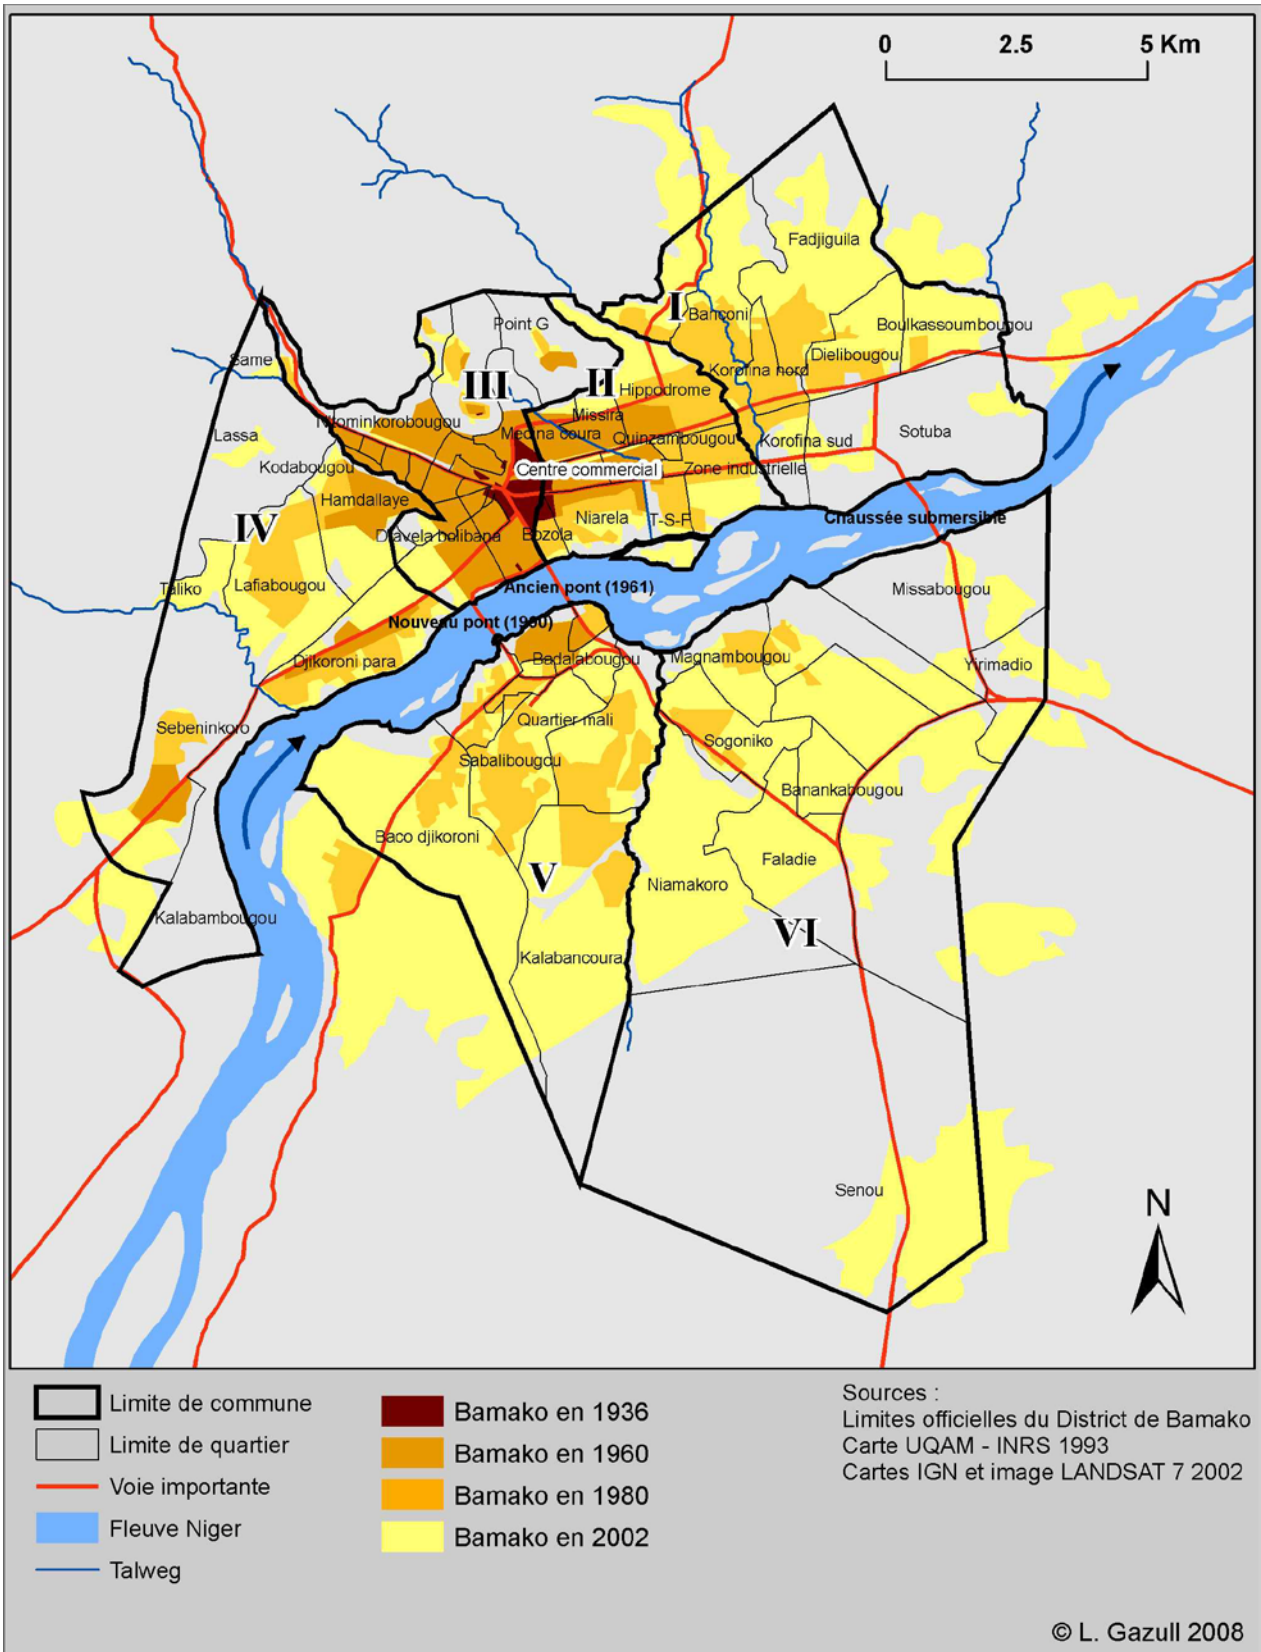 0 2.5 5 Km
Fadjiguila
I
Banconi
Point G
Boulkassoumbougou
Same
Dielibougou
Korofina nord
III
II
Hippodrome
Ntominkorobougou
Missira
Medina coura
Lassa
Quinzambougou
Korofina sud
Sotuba
Kodabougou
Centre commercial
Zone industrielle
Hamdallaye
IV
Niarela
T-S-F
Chaussée submersible
Dravela bolibana
Bozola
Taliko
Lafiabougou
Ancien pont (1961)
Missabougou
Nouveau pont (1990)
Djikoroni para
Badalabougou
Magnambougou
Yirimadio
Sebeninkoro
Quartier mali
Sogoniko
Sabalibougou
Banankabougou
Baco djikoroni
Faladie
V
Niamakoro
Kalabambougou
VI
Kalabancoura
Senou
N
Limite de commune
Limite de quartier
Voie importante
Fleuve Niger
Talweg
Bamako en 1936
Bamako en 1960
Bamako en 1980
Bamako en 2002
Sources :
Limites officielles du District de Bamako
Carte UQAM - INRS 1993
Cartes IGN et image LANDSAT 7 2002
© L. Gazull 2008